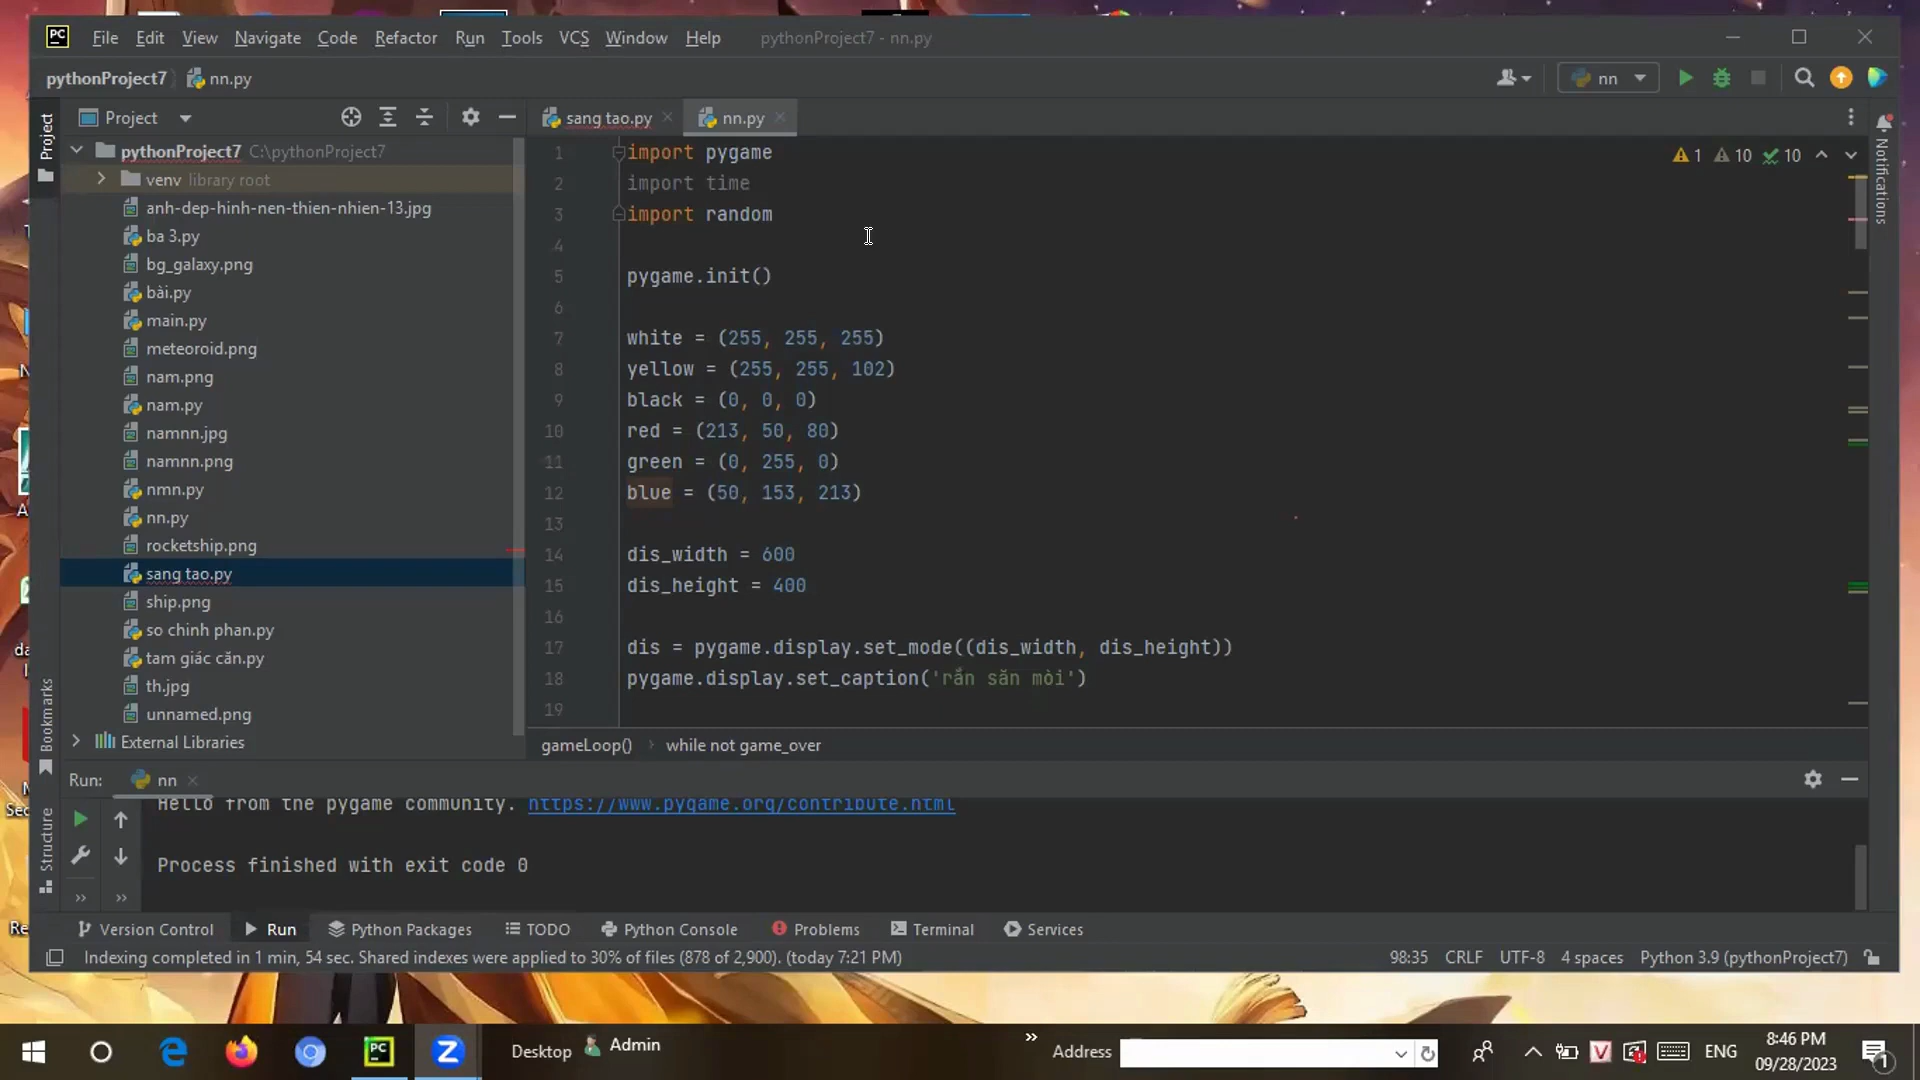 File Edit View Navigate Code Refactor Run Tools VCS Window Help pythonProject7 - nn.py
pythonProject7 nn.py nn
Project
sang tao.py nn.py
Project
Notifications
Bookmarks
Structure
pythonProject7 C:\pythonProject7
venv library root
anh-dep-hinh-nen-thien-nhien-13.jpg
ba 3.py
bg_galaxy.png
bài.py
main.py
meteoroid.png
nam.png
nam.py
namnn.jpg
namnn.png
nmn.py
nn.py
rocketship.png
sang tao.py
ship.png
so chinh phan.py
tam giác căn.py
th.jpg
unnamed.png
External Libraries
1 10 10
1 import pygame
2 import time
3 import random
4
5 pygame.init()
6
7 white = (255, 255, 255)
8 yellow = (255, 255, 102)
9 black = (0, 0, 0)
10 red = (213, 50, 80)
11 green = (0, 255, 0)
12 blue = (50, 153, 213)
13
14 dis_width = 600
15 dis_height = 400
16
17 dis = pygame.display.set_mode((dis_width, dis_height))
18 pygame.display.set_caption('rắn săn mòi')
19
gameLoop() while not game_over
Run: nn
Hello from the pygame community. https://www.pygame.org/contribute.html
Process finished with exit code 0
Version Control Run Python Packages TODO Python Console Problems Terminal Services
Indexing completed in 1 min, 54 sec. Shared indexes were applied to 30% of files (878 of 2,900). (today 7:21 PM) 98:35 CRLF UTF-8 4 spaces Python 3.9 (pythonProject7)
Desktop Admin Address ENG
8:46 PM
09/28/2023
1